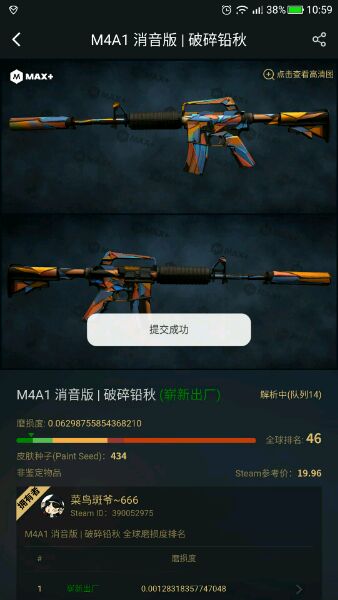 38% 10:59
M4A1 消音版 | 破碎铅秋
MAX+
点击查看高清图
MAX+
提交成功
M4A1 消音版 | 破碎铅秋 (崭新出厂)
解析中(队列14)
磨损度: 0.06298755854368210
全球排名: 46
皮肤种子(Paint Seed): 434
非鉴定物品
Steam参考价: 19.96
拥有者
菜鸟斑爷~666
Steam ID: 390052975
M4A1 消音版 | 破碎铅秋 全球磨损度排名
# 磨损度
1 崭新出厂 0.00128318357747048